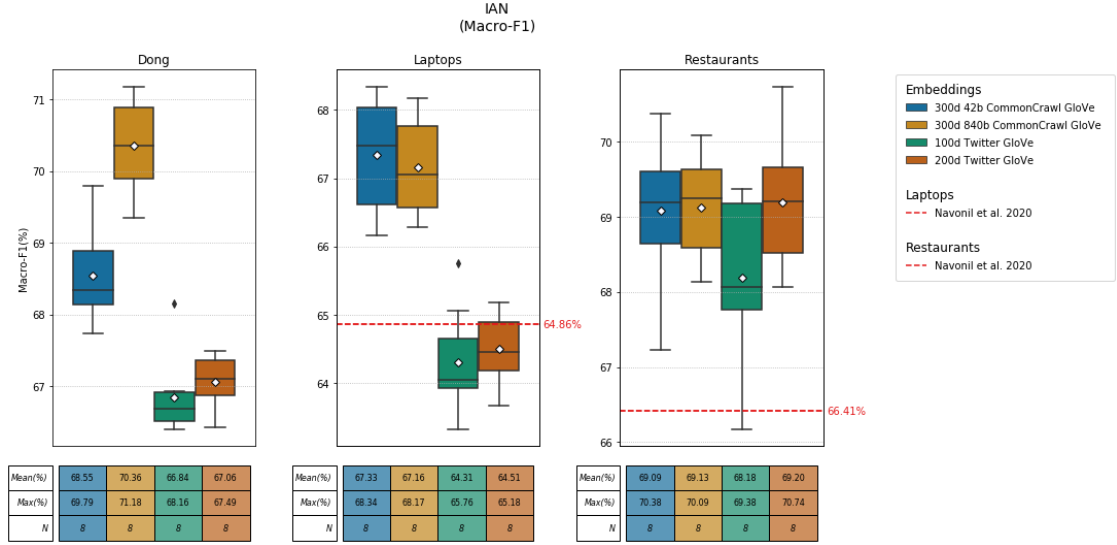 IAN
(Macro-F1)
Dong
Laptops
Restaurants
Macro-F1(%)
71
70
69
68
67
68
67
66
65
64
64.86%
70
69
68
67
66
66.41%
Embeddings
300d 42b CommonCrawl GloVe
300d 840b CommonCrawl GloVe
100d Twitter GloVe
200d Twitter GloVe
Laptops
Navonil et al. 2020
Restaurants
Navonil et al. 2020
Mean(%) 68.55 70.36 66.84 67.06
Max(%) 69.79 71.18 68.16 67.49
N 8 8 8 8
Mean(%) 67.33 67.16 64.31 64.51
Max(%) 68.34 68.17 65.76 65.18
N 8 8 8 8
Mean(%) 69.09 69.13 68.18 69.20
Max(%) 70.38 70.09 69.38 70.74
N 8 8 8 8